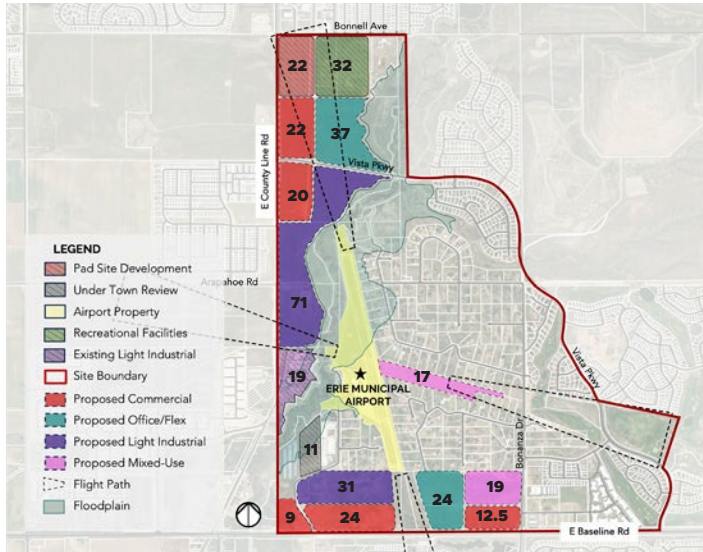 Bonnell Ave
22
32
E County Line Rd
22
37
Vista Pkwy
20
LEGEND
Pad Site Development
Under Town Review
Airport Property
Recreational Facilities
Existing Light Industrial
Site Boundary
Proposed Commercial
Proposed Office/Flex
Proposed Light Industrial
Proposed Mixed-Use
Flight Path
Floodplain
Arapahoe Rd
71
19
ERIE MUNICIPAL
AIRPORT
17
Vista Pkwy
Bonanza Dr
11
31
24
19
9
24
12.5
E Baseline Rd